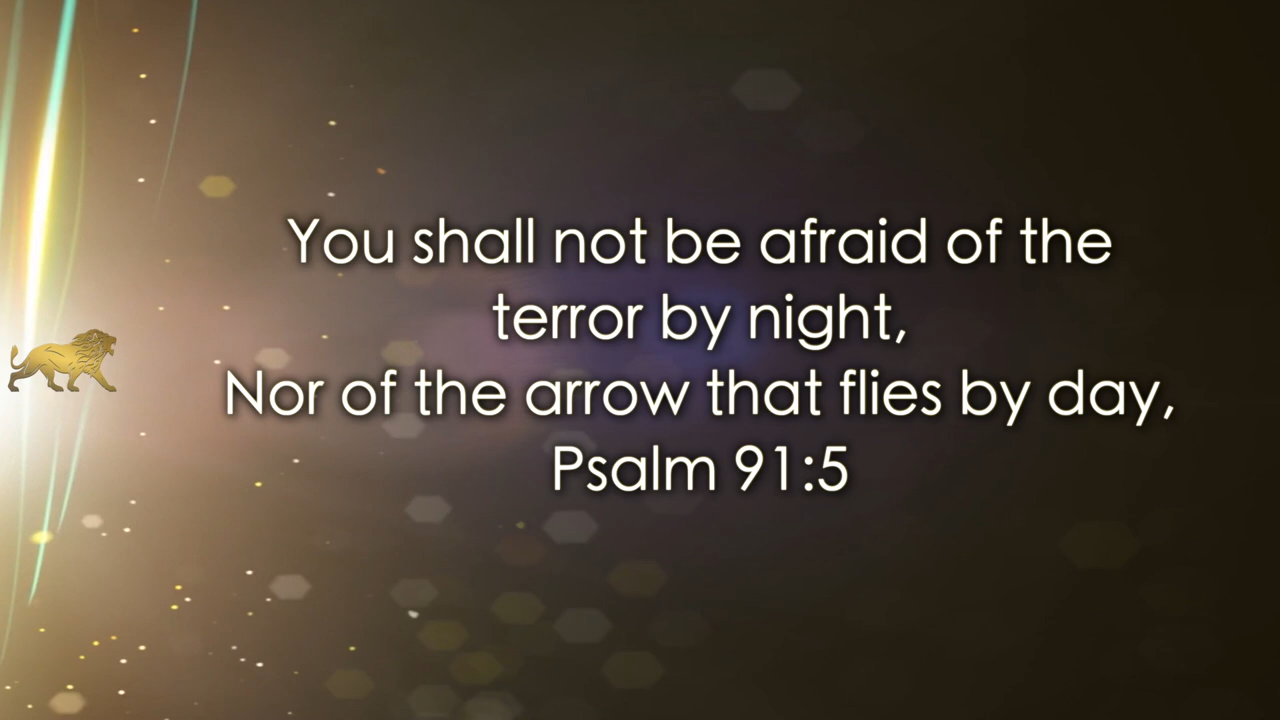 You shall not be afraid of the
terror by night,
Nor of the arrow that flies by day,
Psalm 91:5